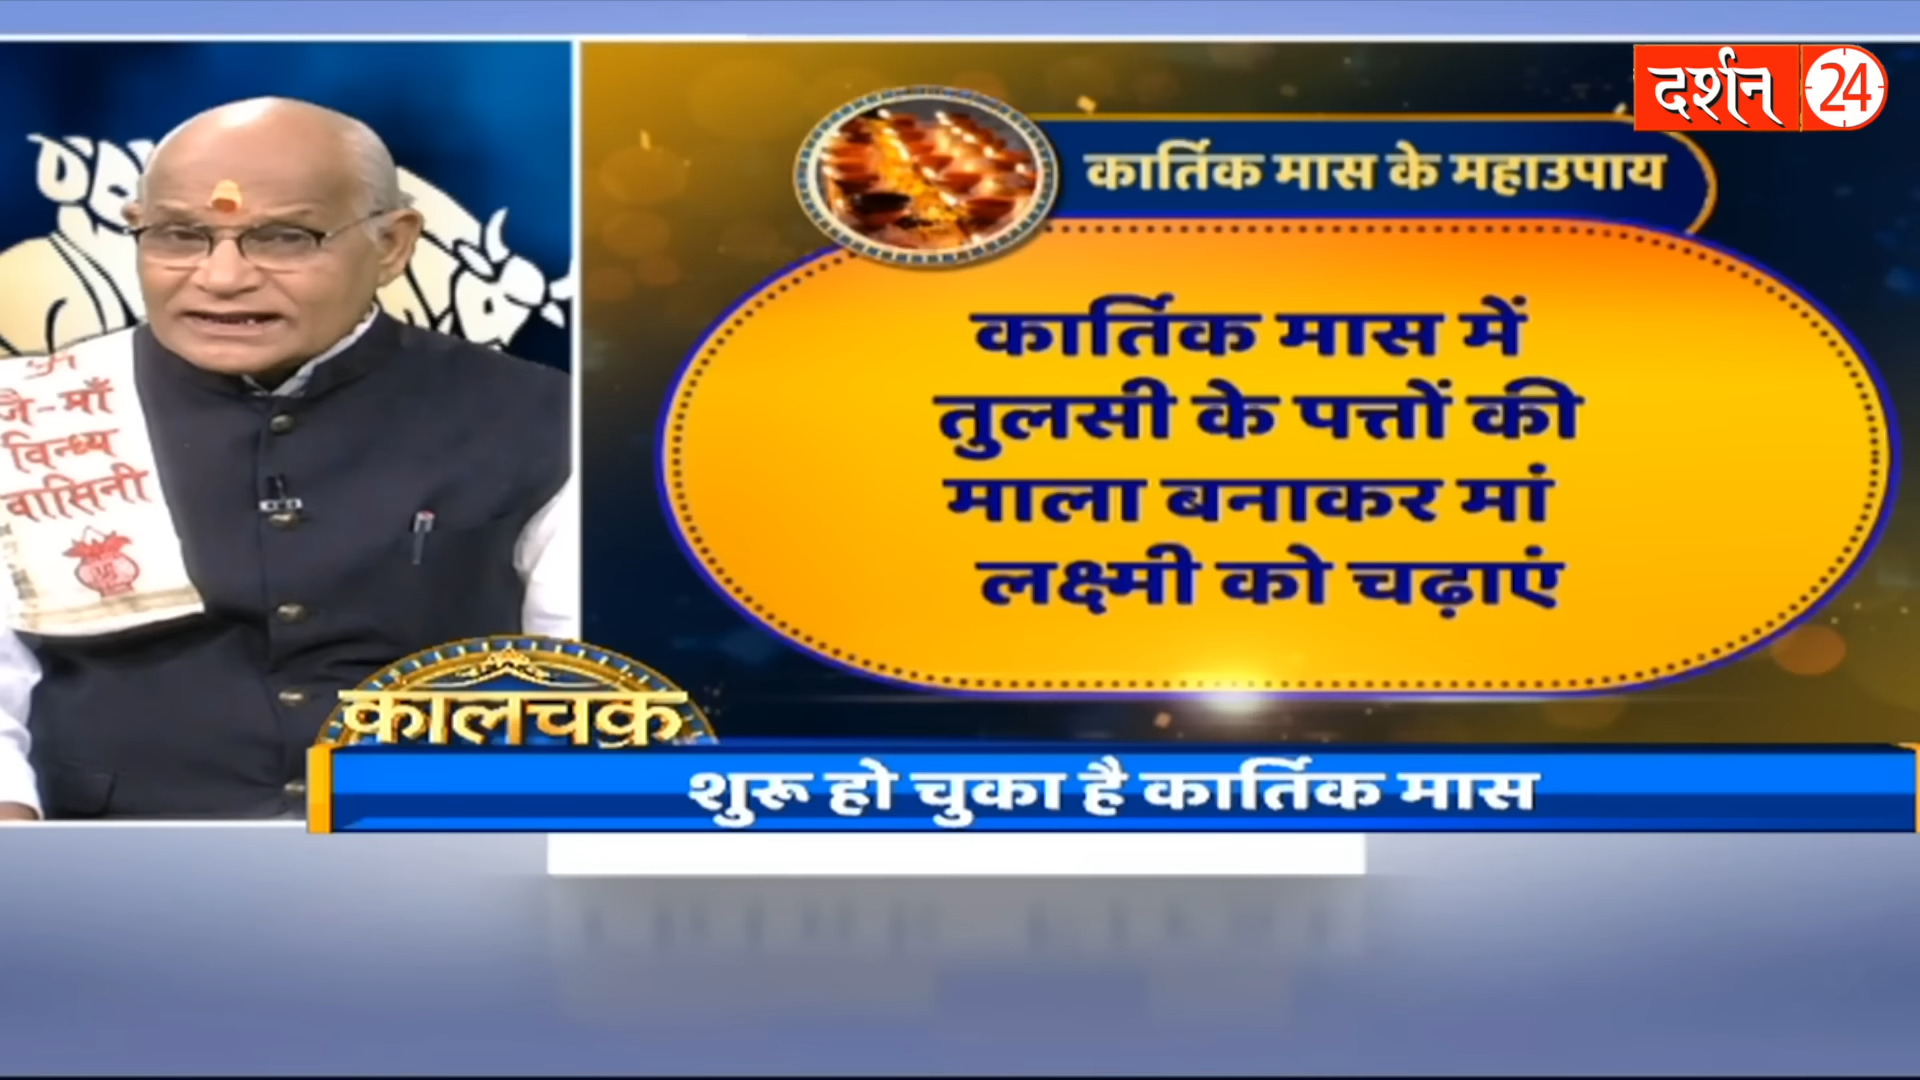 दर्शन 24
कार्तिक मास के महाउपाय
कार्तिक मास में
तुलसी के पत्तों की
माला बनाकर मां
लक्ष्मी को चढ़ाएं
जै-माँ
विन्ध्य
वासिनी
कालचक्र
शुरू हो चुका है कार्तिक मास